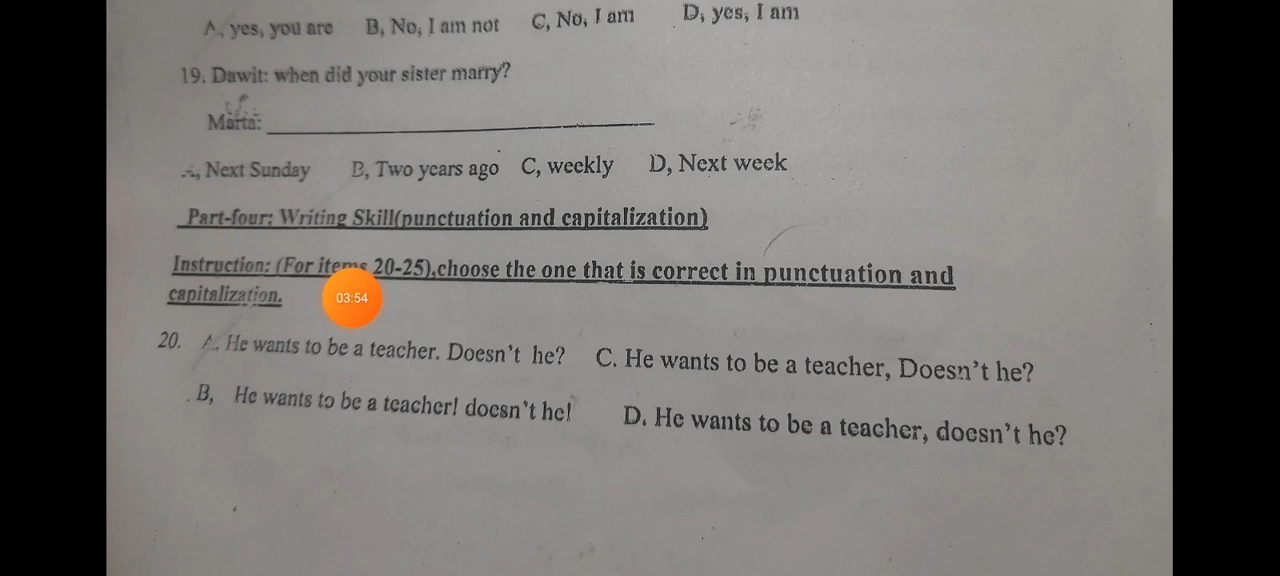 A. yes, you are B, No, I am not C, No, I am D, yes, I am
19. Dawit: when did your sister marry?
Marta: ____________________
A, Next Sunday B, Two years ago C, weekly D, Next week
Part-four: Writing Skill(punctuation and capitalization)
Instruction: (For items 20-25),choose the one that is correct in punctuation and
capitalization.
03:54
20. A. He wants to be a teacher. Doesn't he? C. He wants to be a teacher, Doesn't he?
B, He wants to be a teacher! doesn't he! D. He wants to be a teacher, doesn't he?